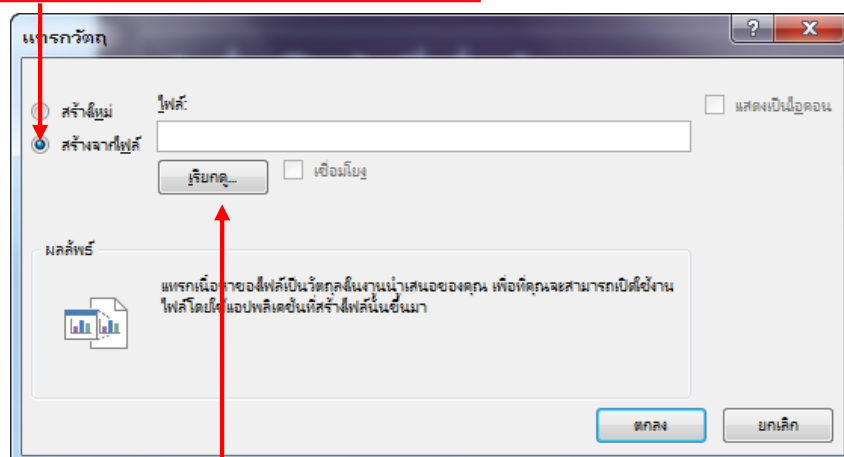 แทรกวัตถุ
สร้างใหม่
ไฟล์:
แสดงเป็นไอคอน
สร้างจากไฟล์
เรียกดู...
เชื่อมโยง
ผลลัพธ์
แทรกเนื้อหาของไฟล์เป็นวัตถุลงในงานนำเสนอของคุณ เพื่อที่คุณจะสามารถเปิดใช้งาน
ไฟล์โดยใช้แอปพลิเคชันที่สร้างไฟล์นั้นขึ้นมา
ตกลง
ยกเลิก